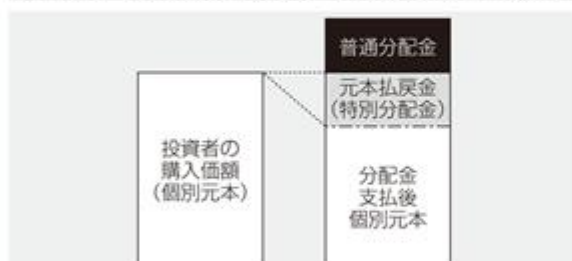 普通分配金
元本払戻金
(特別分配金)
投資者の
購入価額
(個別元本)
分配金
支払後
個別元本